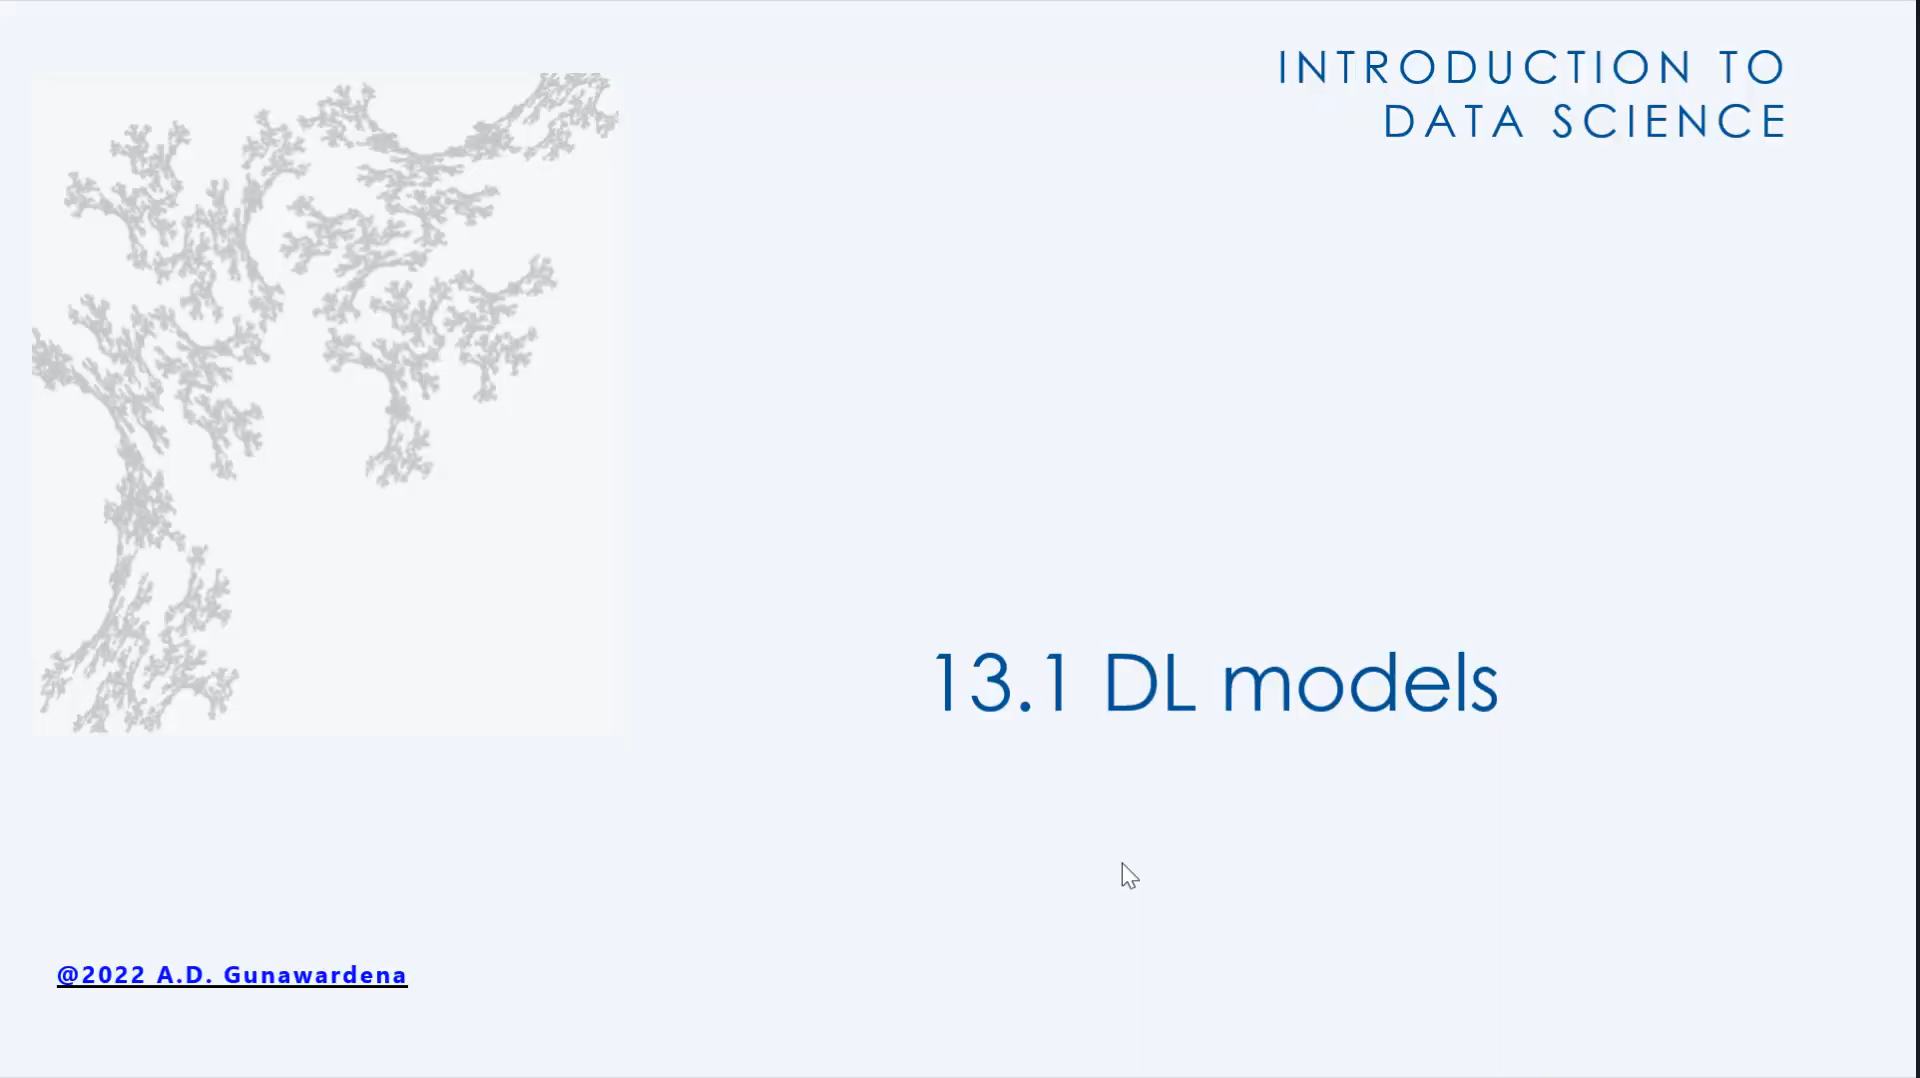 INTRODUCTION TO
DATA SCIENCE
13.1 DL models
@2022 A.D. Gunawardena